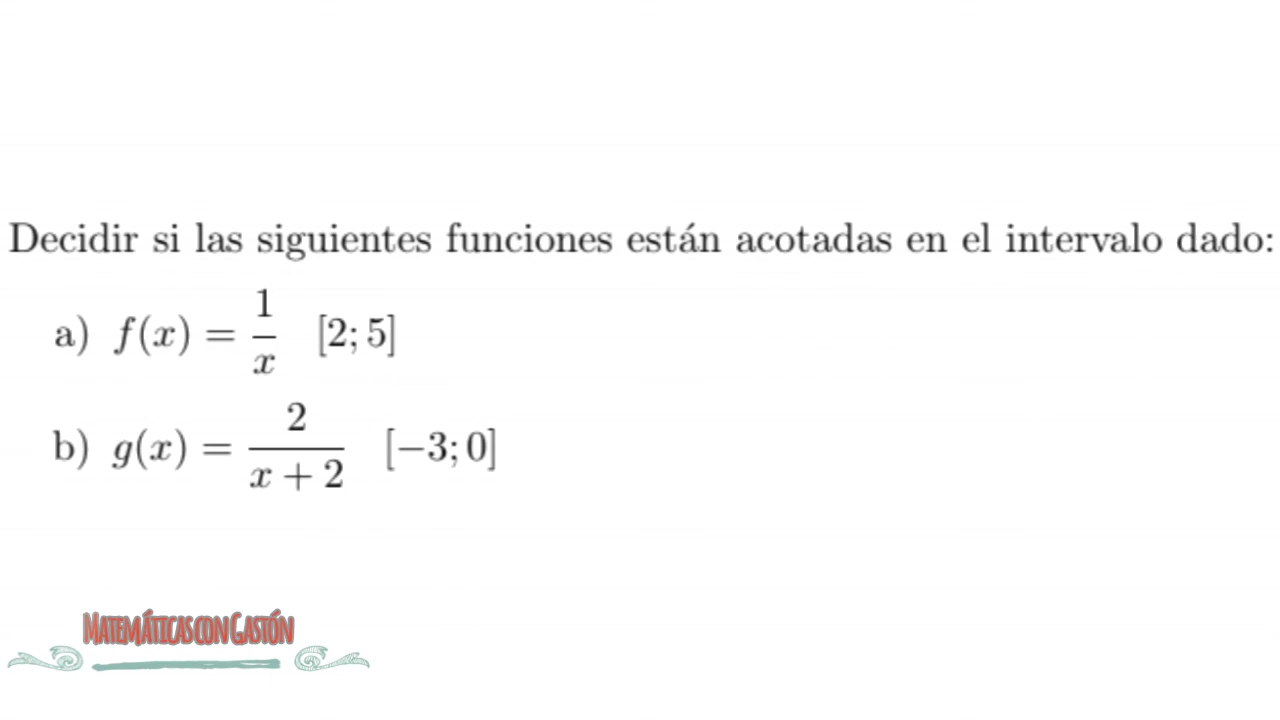 Decidir si las siguientes funciones están acotadas en el intervalo dado:
a) f(x) = 1/x [2; 5]
b) g(x) = 2/(x + 2) [−3; 0]
MATEMÁTICAS CON GASTÓN